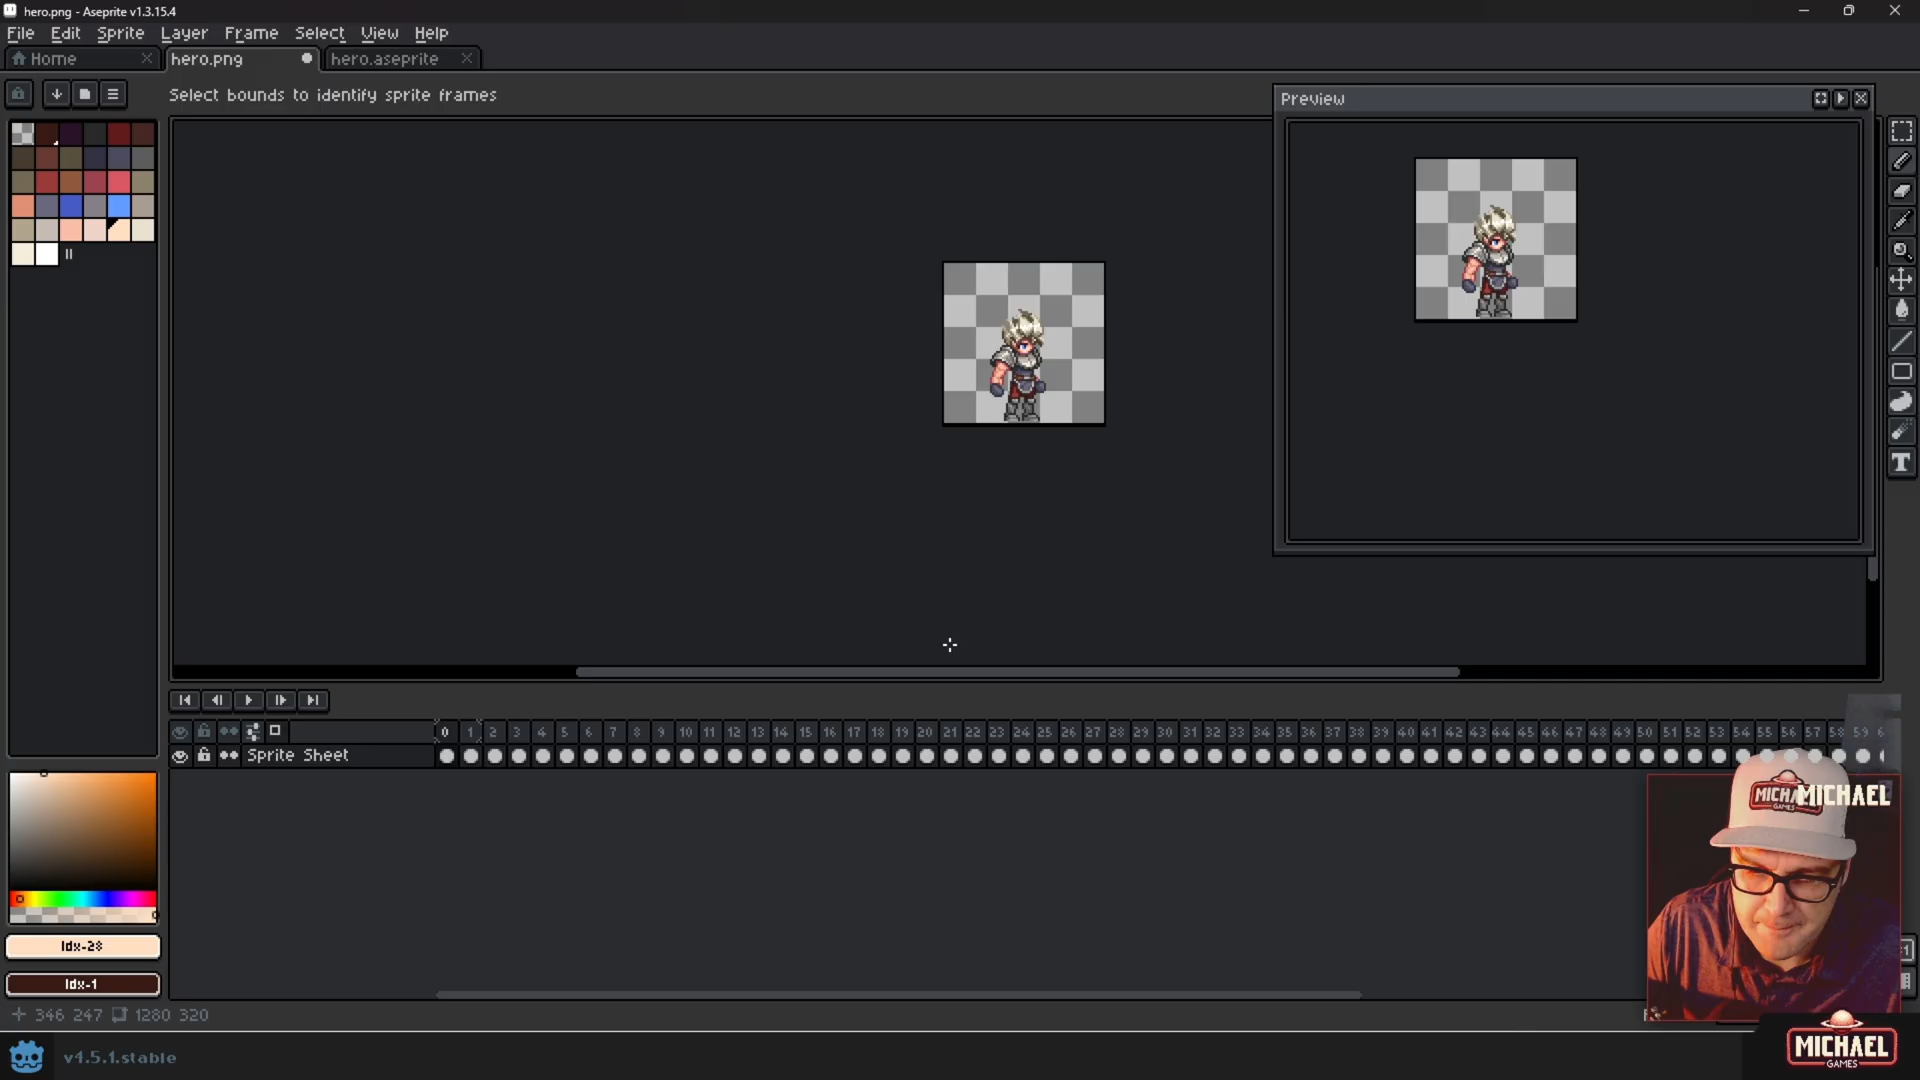 hero.png - Aseprite v1.3.15.4
File Edit Sprite Layer Frame Select View Help
Home hero.png hero.aseprite
Select bounds to identify sprite frames
Preview
Sprite Sheet
0 1 2 3 4 5 6 7 8 9 10 11 12 13 14 15 16 17 18 19 20 21 22 23 24 25 26 27 28 29 30 31 32 33 34 35 36 37 38 39 40 41 42 43 44 45 46 47 48 49 50 51 52 53 54 55 56 57 58 59
MICHAEL
GAMES
Idx-28
Idx-1
346 247 1280 320
v4.5.1.stable
MICHAEL
GAMES